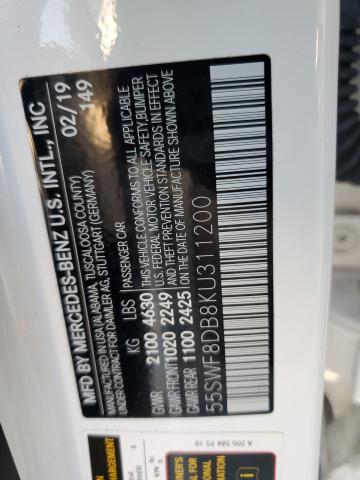 MFD BY MERCEDES-BENZ U.S. INTL., INC
MANUFACTURED IN USA (ALABAMA, TUSCALOOSA COUNTY)
FOR DAIMLER AG, STUTTGART (GERMANY)
02/19
149
KG LBS PASSENGER CAR
GVWR 2100 4630 THIS VEHICLE CONFORMS TO ALL APPLICABLE
GAWR FRONT 1020 2249 U.S. FEDERAL MOTOR VEHICLE SAFETY,BUMPER
GAWR REAR 1100 2425 AND THEFT PREVENTION STANDARDS IN EFFECT
ON THE DATE OF MANUFACTURE SHOWN ABOVE
55SWF8DB8KU311200
A 205 584 93 18